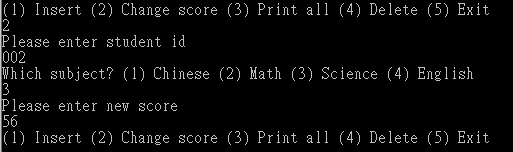 (1) Insert (2) Change score (3) Print all (4) Delete (5) Exit
2
Please enter student id
002
Which subject? (1) Chinese (2) Math (3) Science (4) English
3
Please enter new score
56
(1) Insert (2) Change score (3) Print all (4) Delete (5) Exit